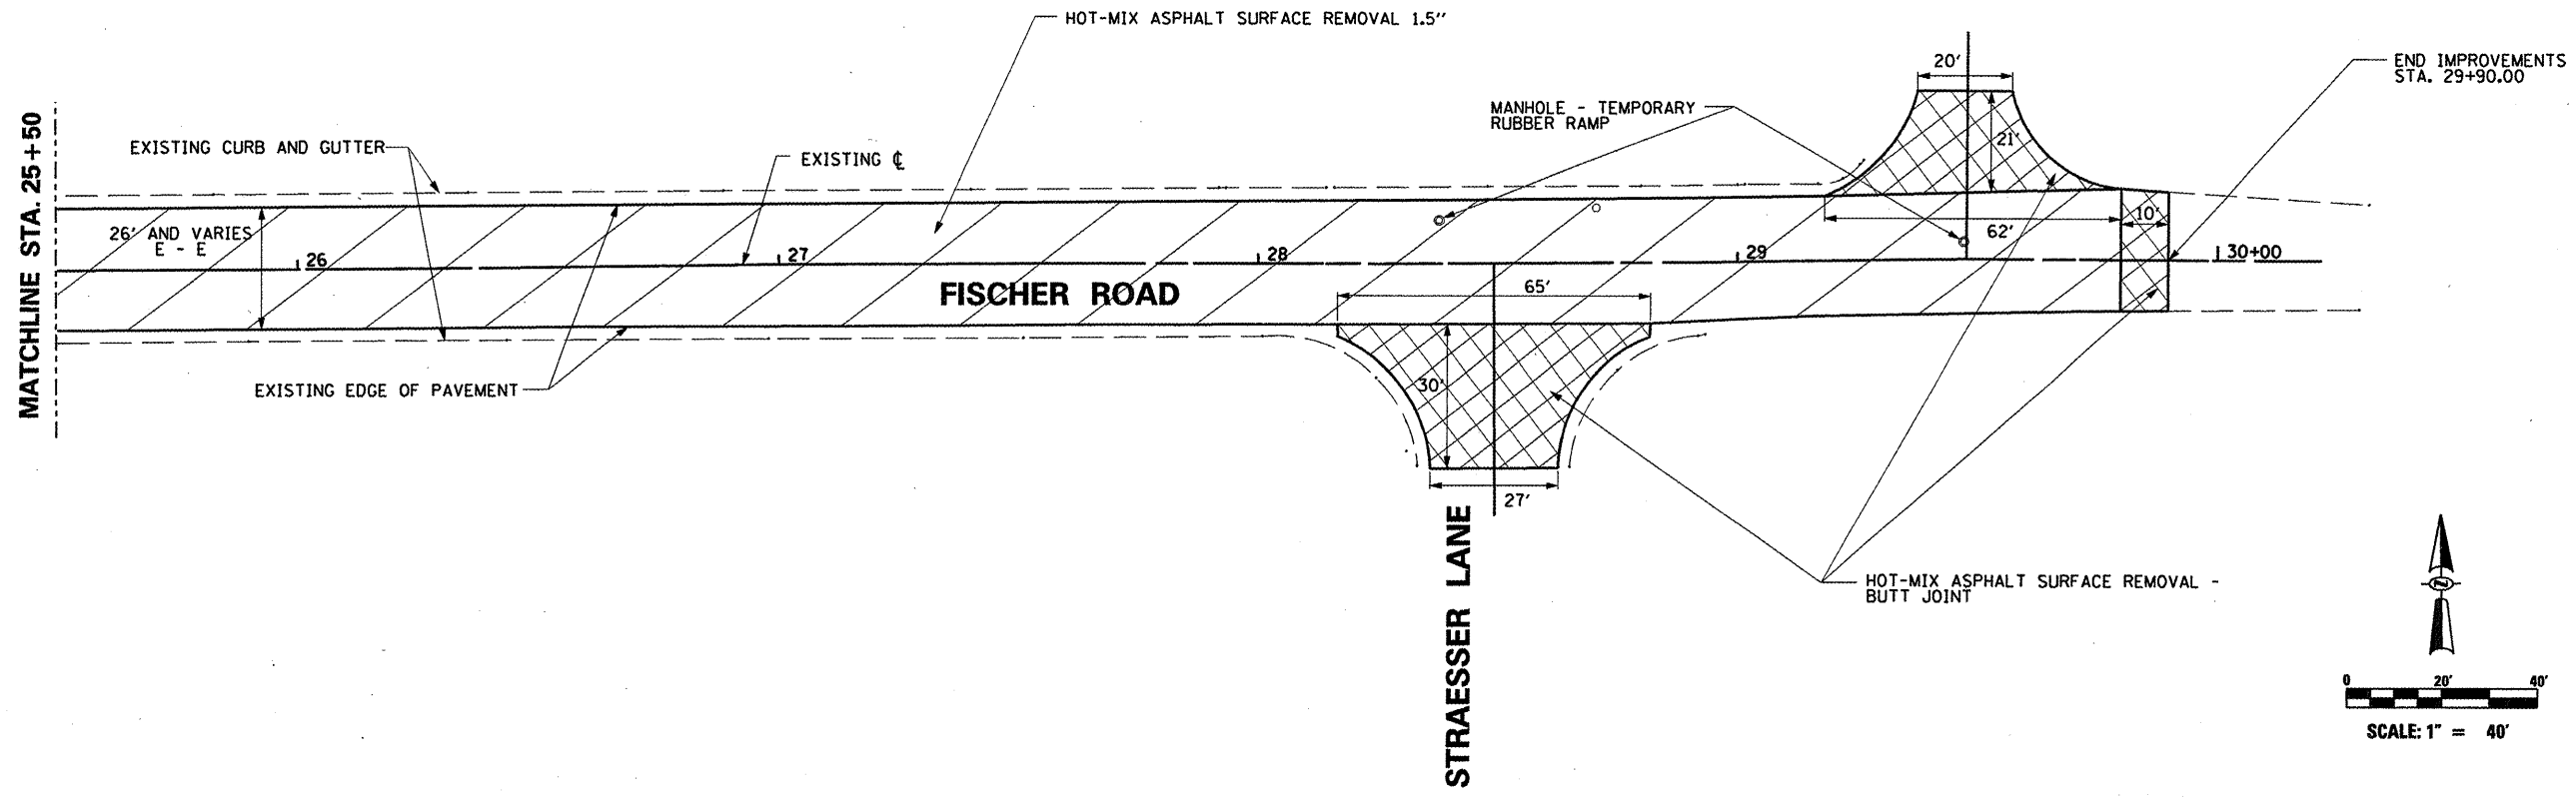 HOT-MIX ASPHALT SURFACE REMOVAL 1.5"
END IMPROVEMENTS
STA. 29+90.00
20'
MANHOLE - TEMPORARY
RUBBER RAMP
21'
MATCHLINE STA. 25+50
EXISTING CURB AND GUTTER
EXISTING ℄
26' AND VARIES
E - E
10'
62'
26
27
28
29
30+00
FISCHER ROAD
65'
EXISTING EDGE OF PAVEMENT
30'
27'
STRAESSER LANE
HOT-MIX ASPHALT SURFACE REMOVAL -
BUTT JOINT
Z
0 20' 40'
SCALE: 1" = 40'